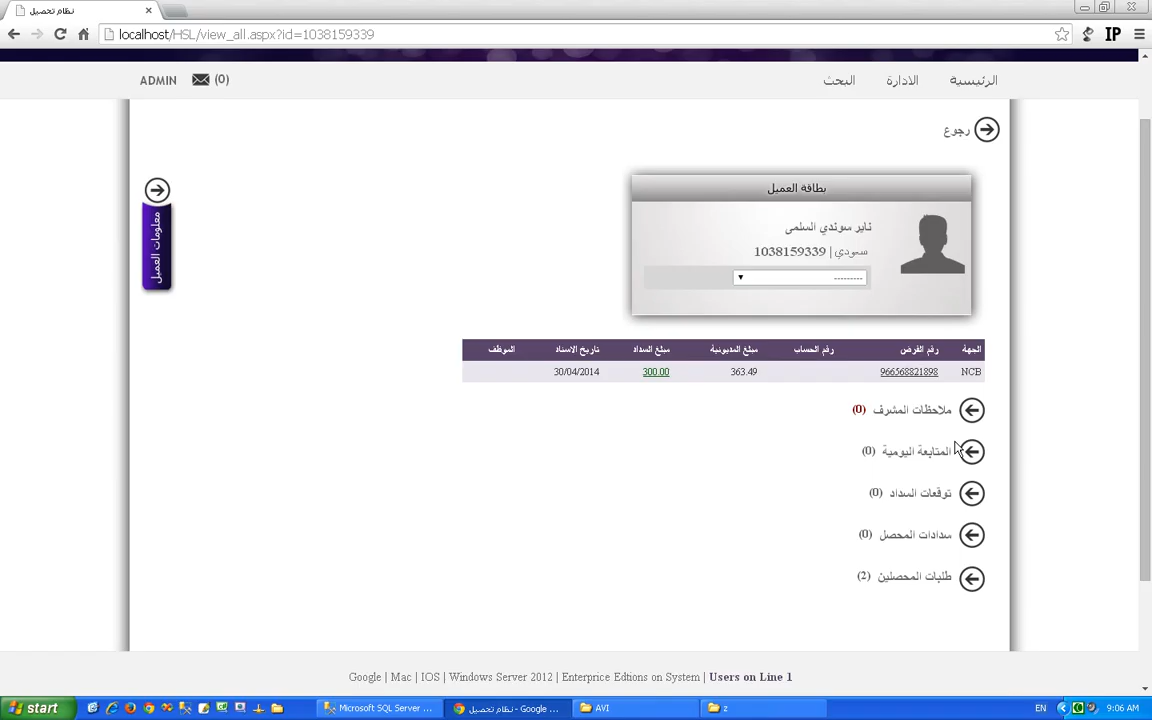 نظام تحصيل
localhost/HSL/view_all.aspx?id=1038159339
IP
الرئيسية الادارة البحث
ADMIN (0)
رجوع
معلومات العميل
بطاقة العميل
السلمى
سعودي | 1038159339
---------
الجهة رقم القرض رقم الحساب مبلغ المديونية مبلغ السداد تاريخ الاسناد الموظف
NCB 966568821898 363.49 300.00 30/04/2014
ملاحظات المشرف (0)
المتابعة اليومية (0)
توقعات السداد (0)
سدادات المحصل (0)
طلبات المحصلين (2)
Google | Mac | IOS | Windows Server 2012 | Enterprice Edtions on System | Users on Line 1
start
Microsoft SQL Server ...
نظام تحصيل - Google ...
AVI
z
EN
9:06 AM